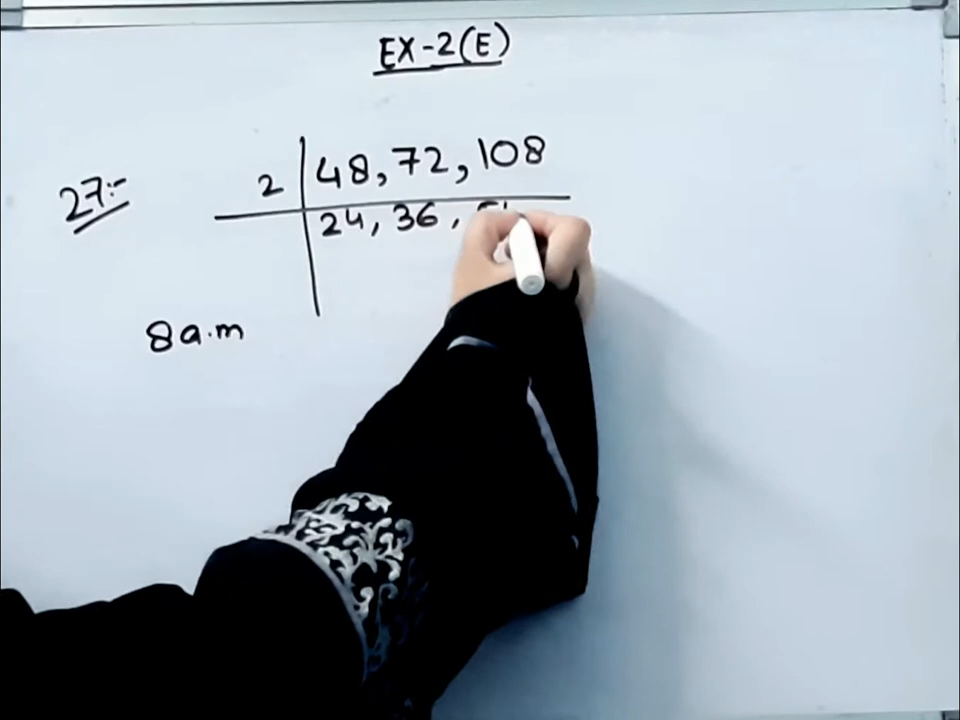 EX-2(E)
27:-
2 | 48, 72, 108
24, 36,
8 a.m